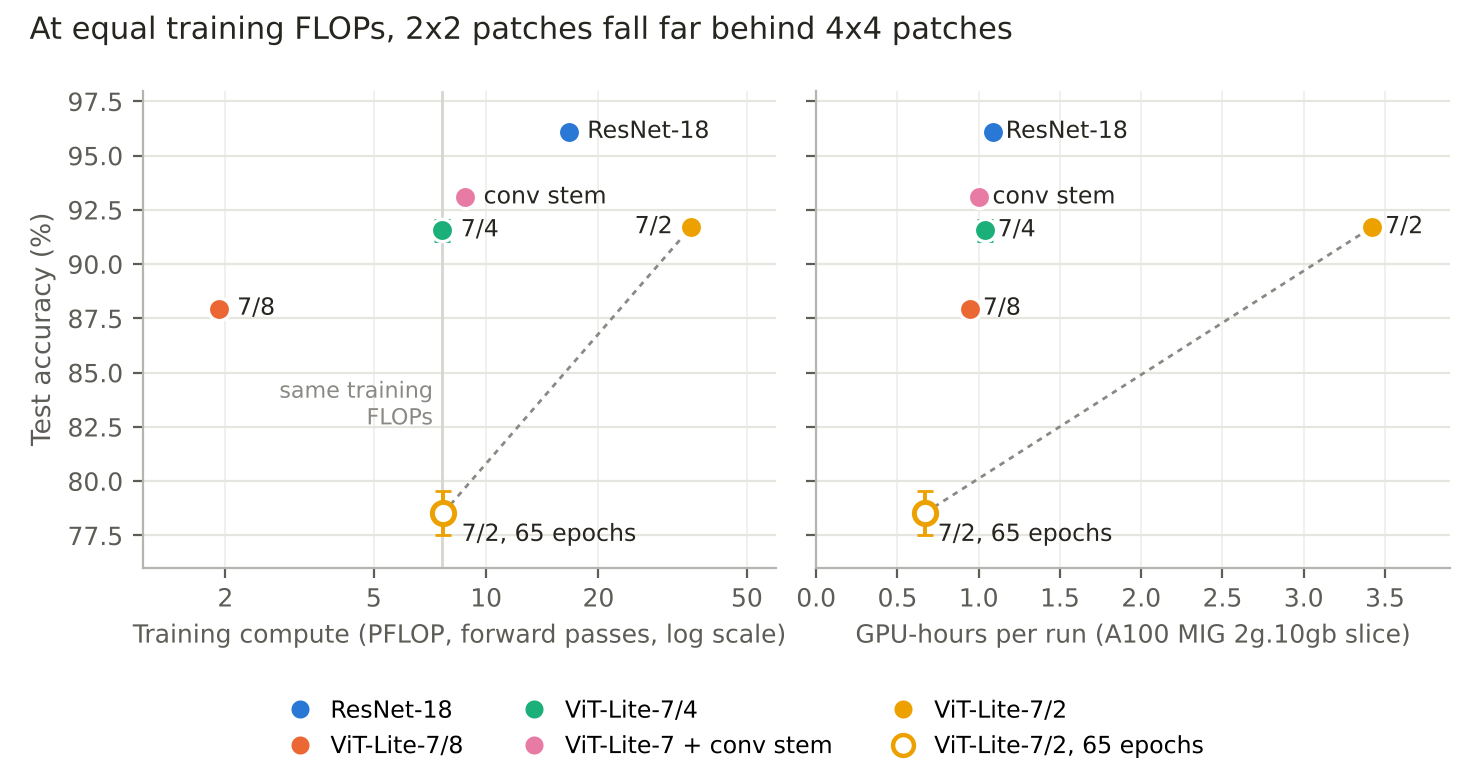 At equal training FLOPs, 2x2 patches fall far behind 4x4 patches
Test accuracy (%)
97.5
95.0
92.5
90.0
87.5
85.0
82.5
80.0
77.5
ResNet-18
conv stem
7/4
7/2
7/8
same training
FLOPs
7/2, 65 epochs
2 5 10 20 50
Training compute (PFLOP, forward passes, log scale)
ResNet-18
conv stem
7/4
7/2
7/8
7/2, 65 epochs
0.0 0.5 1.0 1.5 2.0 2.5 3.0 3.5
GPU-hours per run (A100 MIG 2g.10gb slice)
ResNet-18 ViT-Lite-7/4 ViT-Lite-7/2
ViT-Lite-7/8 ViT-Lite-7 + conv stem ViT-Lite-7/2, 65 epochs